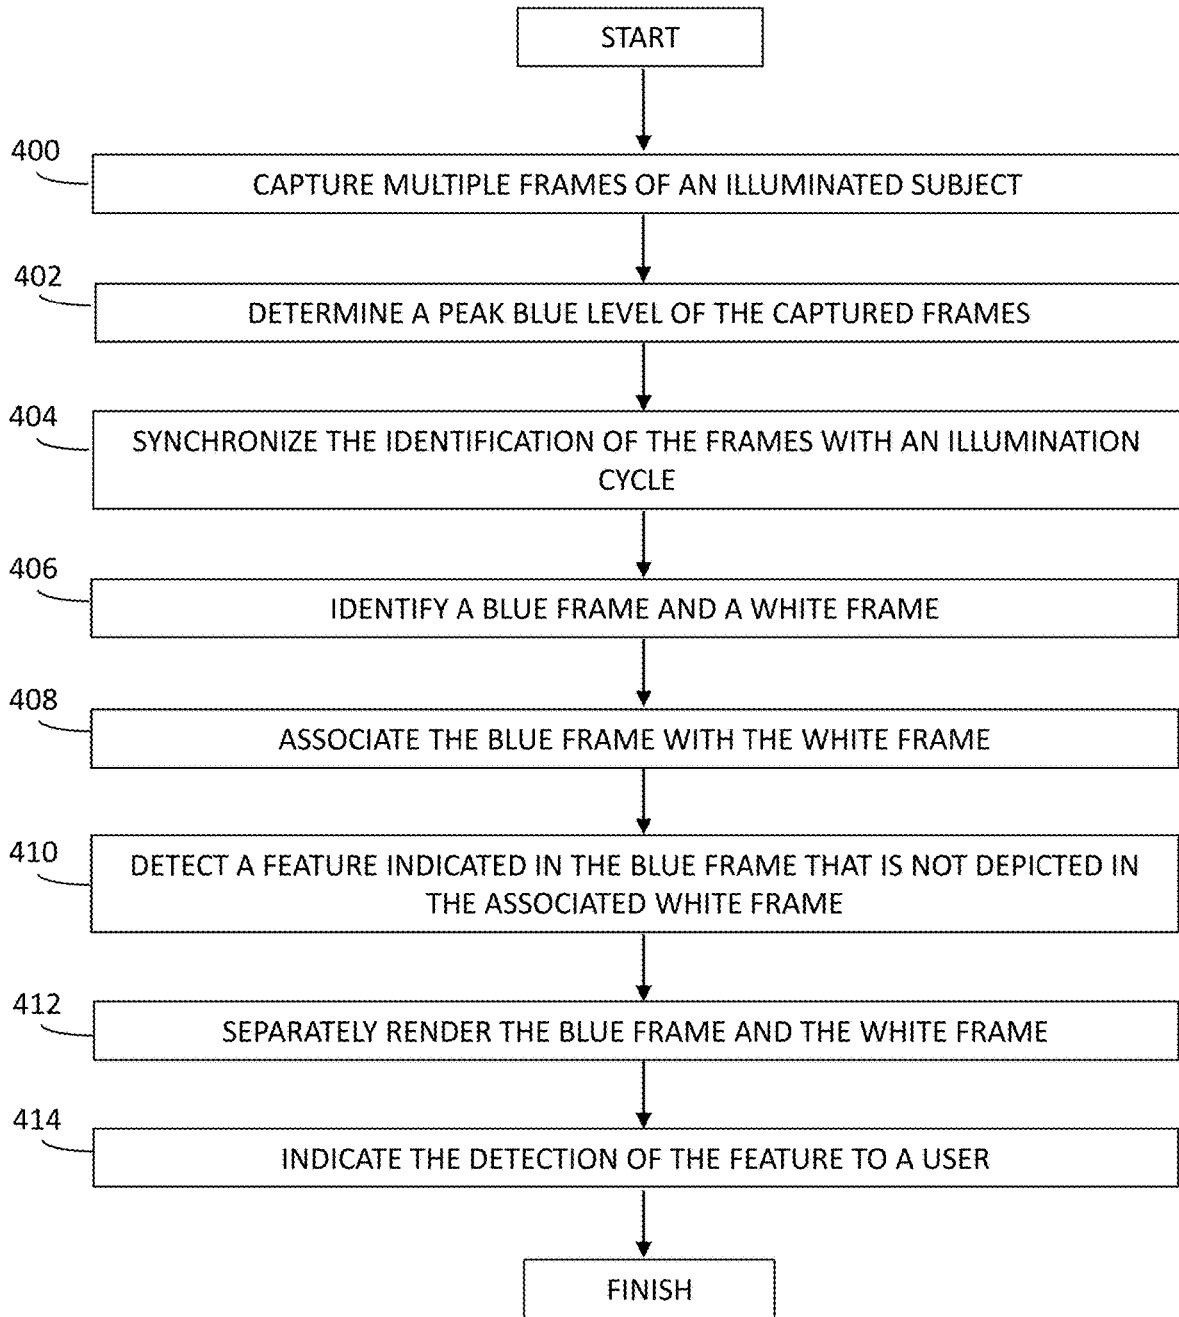 START
400
CAPTURE MULTIPLE FRAMES OF AN ILLUMINATED SUBJECT
402
DETERMINE A PEAK BLUE LEVEL OF THE CAPTURED FRAMES
404
SYNCHRONIZE THE IDENTIFICATION OF THE FRAMES WITH AN ILLUMINATION
CYCLE
406
IDENTIFY A BLUE FRAME AND A WHITE FRAME
408
ASSOCIATE THE BLUE FRAME WITH THE WHITE FRAME
410
DETECT A FEATURE INDICATED IN THE BLUE FRAME THAT IS NOT DEPICTED IN
THE ASSOCIATED WHITE FRAME
412
SEPARATELY RENDER THE BLUE FRAME AND THE WHITE FRAME
414
INDICATE THE DETECTION OF THE FEATURE TO A USER
FINISH